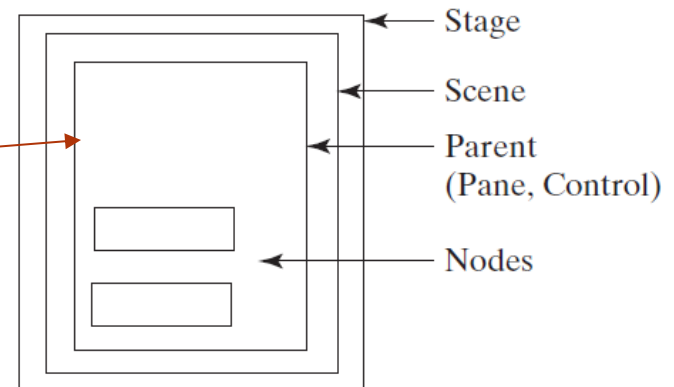 Stage
Scene
Parent
(Pane, Control)
Nodes